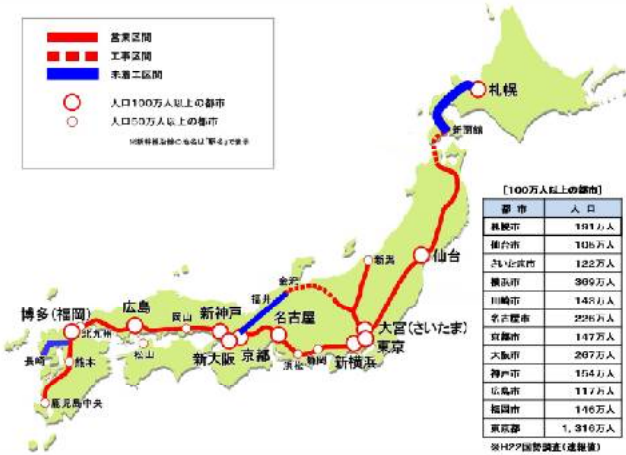 営業区間
工事区間
未着工区間
人口100万人以上の都市
人口50万人以上の都市
札幌
新函館
仙台
新潟
金沢
福井
大宮(さいたま)
東京
新横浜
静岡
浜松
名古屋
京都
新大阪
新神戸
岡山
広島
松山
北九州
博多(福岡)
長崎
熊本
鹿児島中央
[100万人以上の都市]
都市 人口
札幌市 191万人
仙台市 105万人
さいたま市 122万人
横浜市 369万人
川崎市 143万人
名古屋市 226万人
京都市 147万人
大阪市 267万人
神戸市 154万人
広島市 117万人
福岡市 146万人
東京都 1,316万人
※H22国勢調査(速報値)